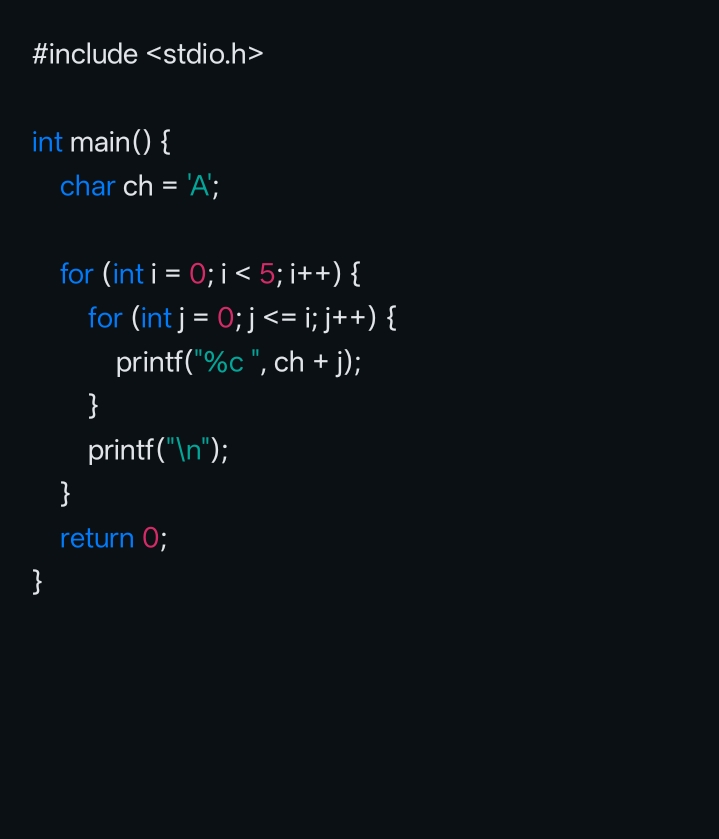 #include <stdio.h>
int main() {
char ch = 'A';
for (int i = 0; i < 5; i++) {
for (int j = 0; j <= i; j++) {
printf("%c ", ch + j);
}
printf("\n");
}
return 0;
}